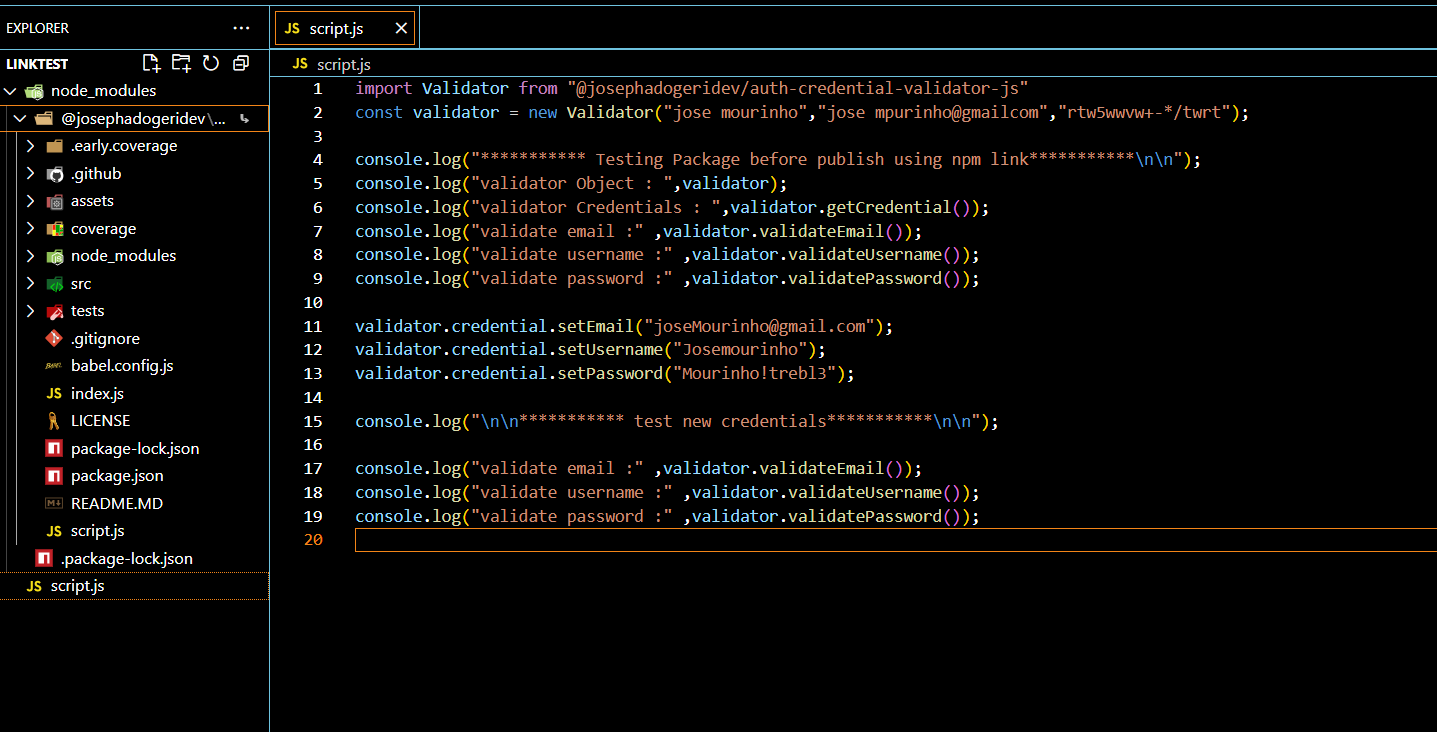 EXPLORER
···
LINKTEST
node_modules
@josephadogeridev\...
.early.coverage
.github
assets
coverage
node_modules
src
tests
.gitignore
BABEL babel.config.js
JS index.js
LICENSE
package-lock.json
package.json
README.MD
JS script.js
.package-lock.json
JS script.js
JS script.js
JS script.js
1 import Validator from "@josephadogeridev/auth-credential-validator-js"
2 const validator = new Validator("jose mourinho","jose mpurinho@gmailcom","rtw5wwvw+-*/twrt");
3
4 console.log("*********** Testing Package before publish using npm link***********\n\n");
5 console.log("validator Object : ",validator);
6 console.log("validator Credentials : ",validator.getCredential());
7 console.log("validate email :" ,validator.validateEmail());
8 console.log("validate username :" ,validator.validateUsername());
9 console.log("validate password :" ,validator.validatePassword());
10
11 validator.credential.setEmail("joseMourinho@gmail.com");
12 validator.credential.setUsername("Josemourinho");
13 validator.credential.setPassword("Mourinho!trebl3");
14
15 console.log("\n\n*********** test new credentials***********\n\n");
16
17 console.log("validate email :" ,validator.validateEmail());
18 console.log("validate username :" ,validator.validateUsername());
19 console.log("validate password :" ,validator.validatePassword());
20